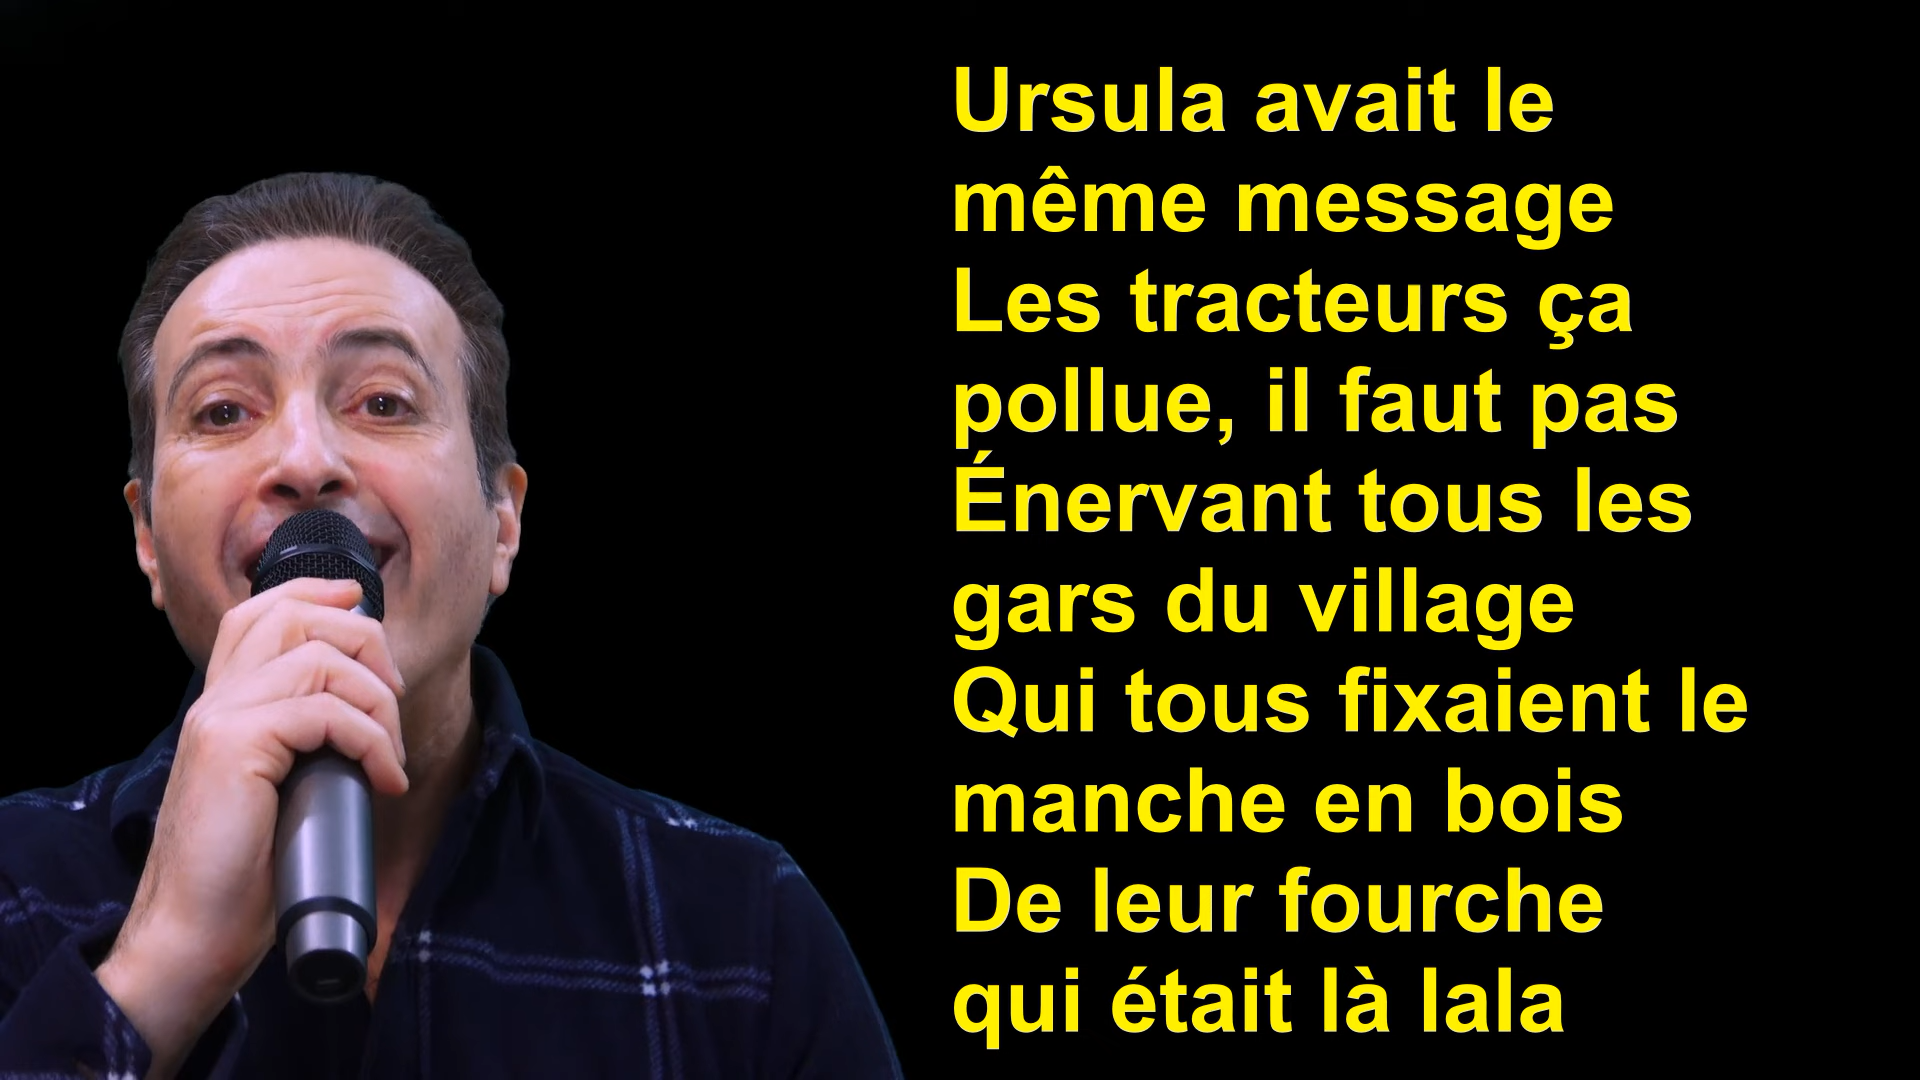 Ursula avait le
même message
Les tracteurs ça
pollue, il faut pas
Énervant tous les
gars du village
Qui tous fixaient le
manche en bois
De leur fourche
qui était là lala